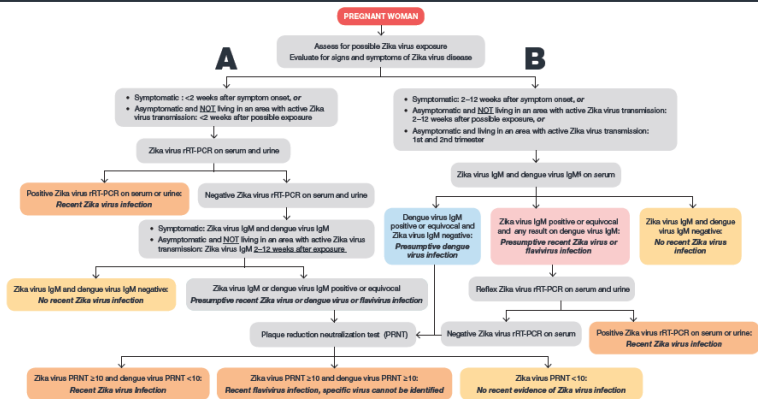 PREGNANT WOMAN
Assess for possible Zika virus exposure
Evaluate for signs and symptoms of Zika virus disease
A
B
• Symptomatic : <2 weeks after symptom onset, or
• Asymptomatic and NOT living in an area with active Zika
virus transmission: <2 weeks after possible exposure
• Symptomatic: 2–12 weeks after symptom onset, or
• Asymptomatic and NOT living in an area with active Zika virus transmission:
2–12 weeks after possible exposure, or
• Asymptomatic and living in an area with active Zika virus transmission:
1st and 2nd trimester
Zika virus rRT-PCR on serum and urine
Zika virus IgM and dengue virus IgM§ on serum
Positive Zika virus rRT-PCR on serum or urine:
Recent Zika virus infection
Negative Zika virus rRT-PCR on serum and urine
Dengue virus IgM
positive or equivocal and
Zika virus IgM negative:
Presumptive dengue
virus infection
Zika virus IgM positive or equivocal
and any result on dengue virus IgM:
Presumptive recent Zika virus or
flavivirus infection
Zika virus IgM and dengue
virus IgM negative:
No recent Zika virus
infection
• Symptomatic: Zika virus IgM and dengue virus IgM
• Asymptomatic and NOT living in an area with active Zika virus
transmission: Zika virus IgM 2–12 weeks after exposure
Zika virus IgM and dengue virus IgM negative:
No recent Zika virus infection
Zika virus IgM or dengue virus IgM positive or equivocal
Presumptive recent Zika virus or dengue virus or flavivirus infection
Reflex Zika virus rRT-PCR on serum and urine
Plaque reduction neutralization test (PRNT)
Negative Zika virus rRT-PCR on serum
Positive Zika virus rRT-PCR on serum or urine:
Recent Zika virus infection
Zika virus PRNT ≥10 and dengue virus PRNT <10:
Recent Zika virus Infection
Zika virus PRNT ≥10 and dengue virus PRNT ≥10:
Recent flavivirus infection, specific virus cannot be identified
Zika virus PRNT <10:
No recent evidence of Zika virus infection